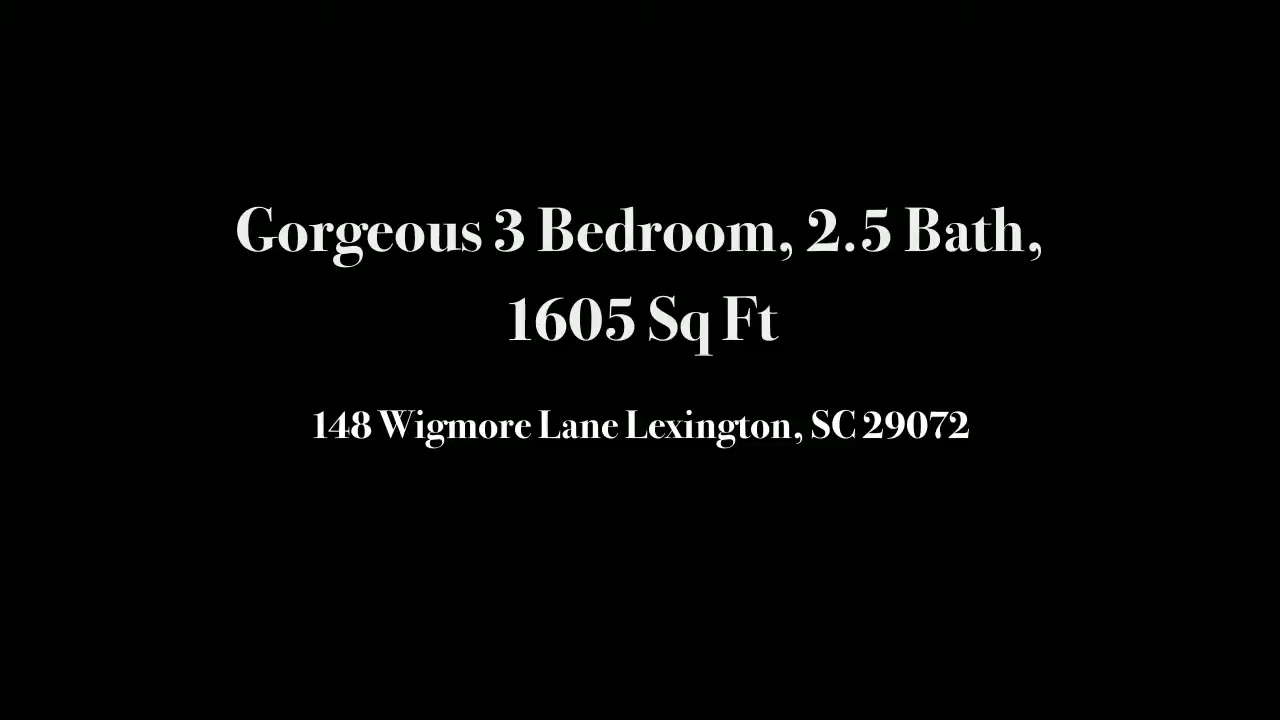 Gorgeous 3 Bedroom, 2.5 Bath,
1605 Sq Ft
148 Wigmore Lane Lexington, SC 29072